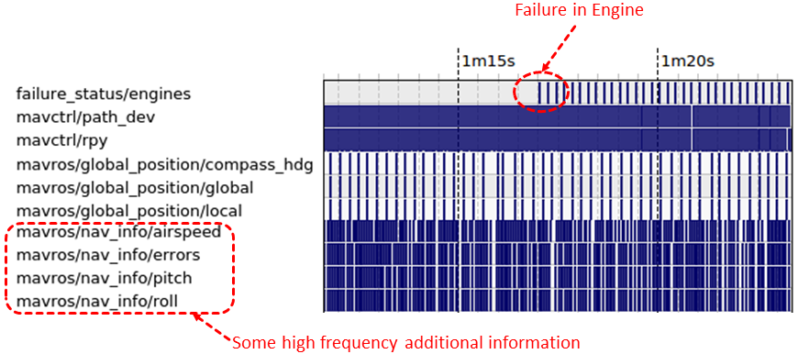 Failure in Engine
1m15s 1m20s
failure_status/engines
mavctrl/path_dev
mavctrl/rpy
mavros/global_position/compass_hdg
mavros/global_position/global
mavros/global_position/local
mavros/nav_info/airspeed
mavros/nav_info/errors
mavros/nav_info/pitch
mavros/nav_info/roll
Some high frequency additional information